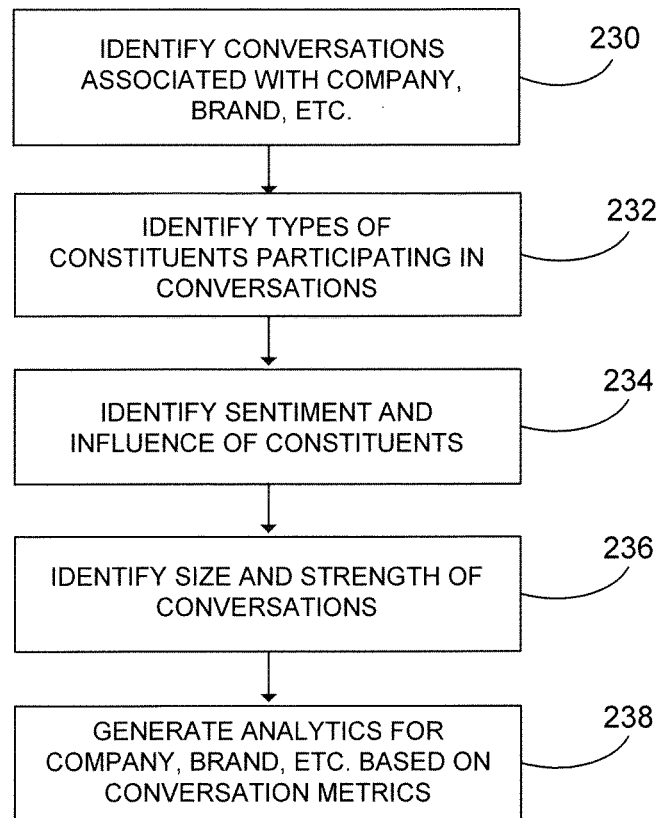 IDENTIFY CONVERSATIONS
ASSOCIATED WITH COMPANY,
BRAND, ETC.
230
IDENTIFY TYPES OF
CONSTITUENTS PARTICIPATING IN
CONVERSATIONS
232
IDENTIFY SENTIMENT AND
INFLUENCE OF CONSTITUENTS
234
IDENTIFY SIZE AND STRENGTH OF
CONVERSATIONS
236
GENERATE ANALYTICS FOR
COMPANY, BRAND, ETC. BASED ON
CONVERSATION METRICS
238